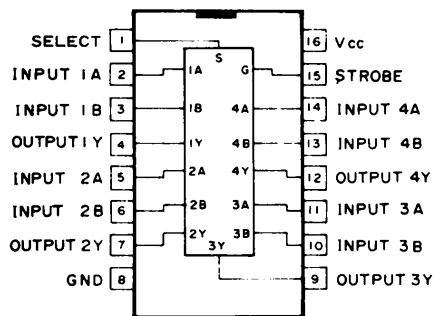 SELECT 1 S 16 Vcc
INPUT 1A 2 1A G 15 STROBE
INPUT 1B 3 1B 4A 14 INPUT 4A
OUTPUT 1Y 4 1Y 4B 13 INPUT 4B
INPUT 2A 5 2A 4Y 12 OUTPUT 4Y
INPUT 2B 6 2B 3A 11 INPUT 3A
OUTPUT 2Y 7 2Y 3B 10 INPUT 3B
GND 8 3Y 9 OUTPUT 3Y